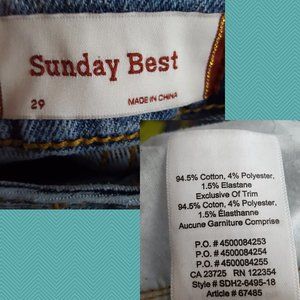 Sunday Best
29
MADE IN CHINA
94.5% Cotton, 4% Polyester,
1.5% Elastane
Exclusive Of Trim
94.5% Coton, 4% Polyester,
1.5% Élasthanne
Aucune Garniture Comprise
P.O. # 4500084253
P.O. # 4500084254
P.O. # 4500084255
CA 23725 RN 122354
Style # SDH2-6495-18
Article # 67485